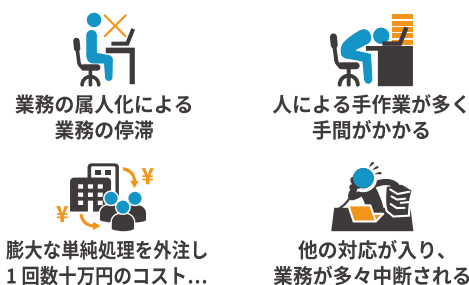 業務の属人化による
業務の停滞
人による手作業が多く
手間がかかる
¥
¥
膨大な単純処理を外注し
1回数十万円のコスト…
他の対応が入り、
業務が多々中断される